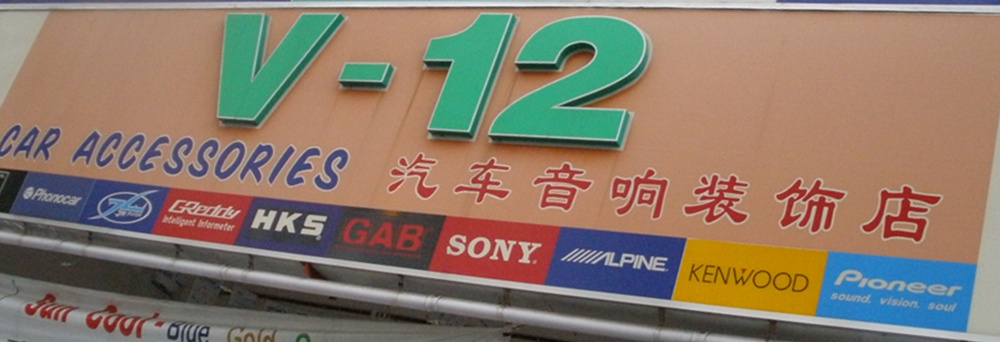 V-12
CAR ACCESSORIES 汽车音响装饰店
Phonocar
GReddy
Intelligent Informeter
HKS
GAB
SONY
ALPINE
KENWOOD
Pioneer
sound. vision. soul
Sun Cool - Blue Gold